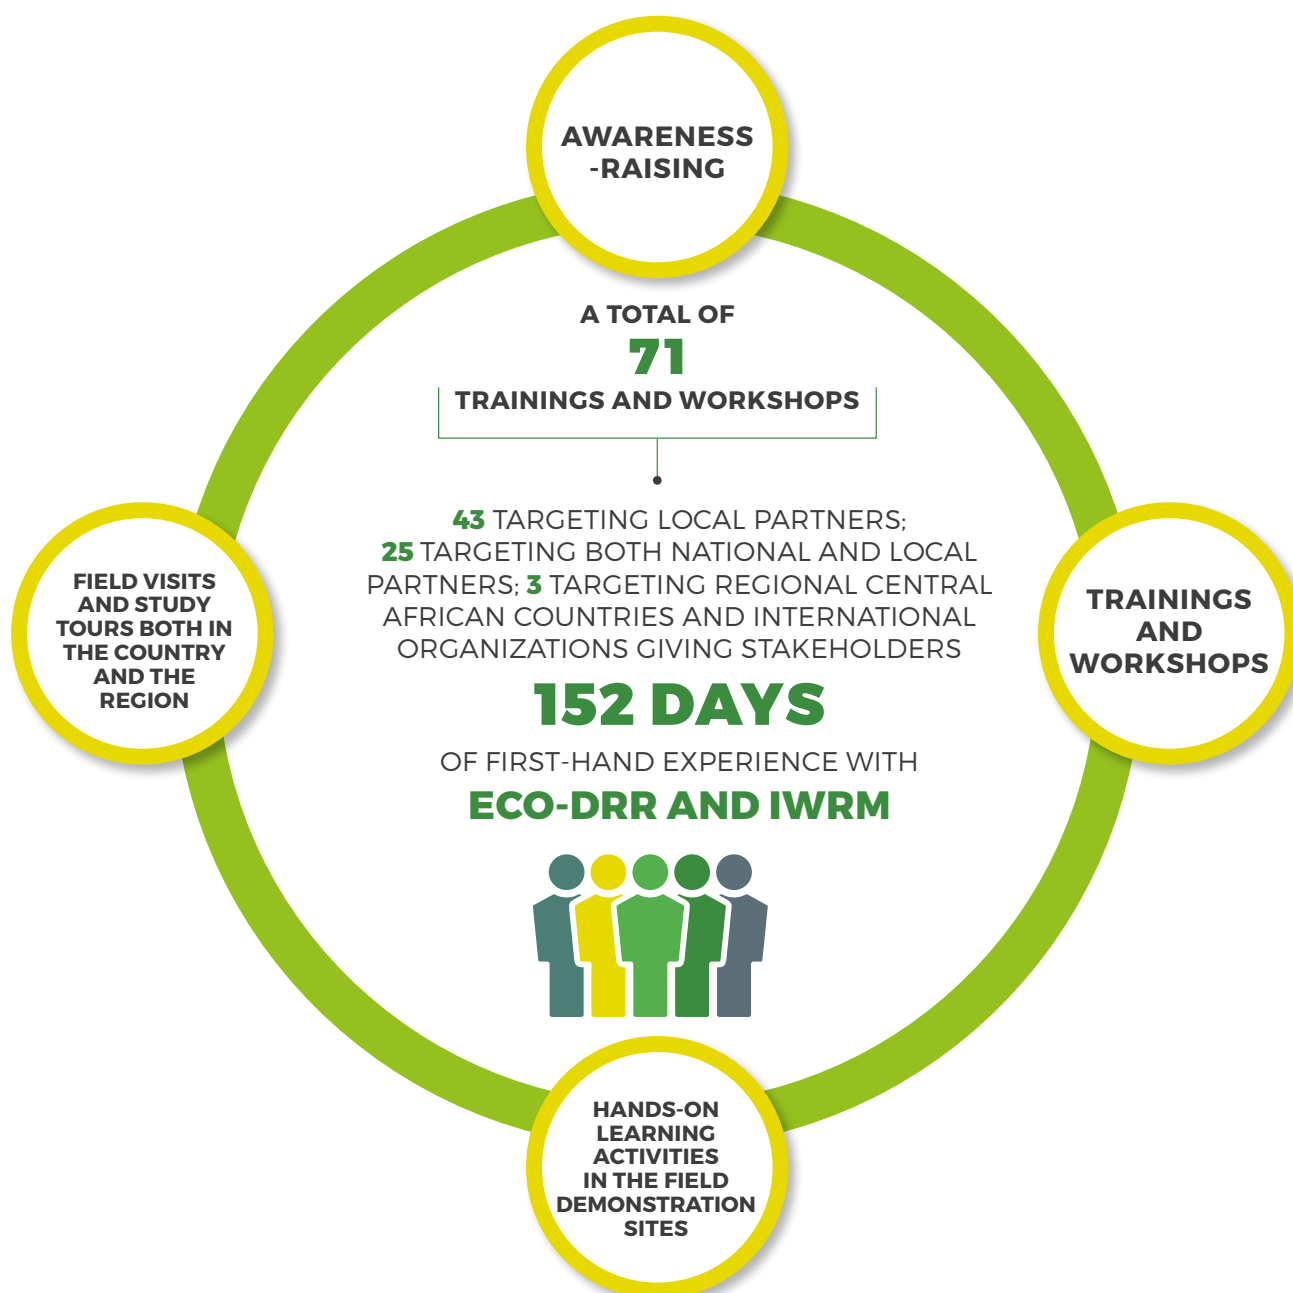 AWARENESS
-RAISING
A TOTAL OF
71
TRAININGS AND WORKSHOPS
43 TARGETING LOCAL PARTNERS;
25 TARGETING BOTH NATIONAL AND LOCAL
PARTNERS; 3 TARGETING REGIONAL CENTRAL
AFRICAN COUNTRIES AND INTERNATIONAL
ORGANIZATIONS GIVING STAKEHOLDERS
152 DAYS
OF FIRST-HAND EXPERIENCE WITH
ECO-DRR AND IWRM
FIELD VISITS
AND STUDY
TOURS BOTH IN
THE COUNTRY
AND THE
REGION
TRAININGS
AND
WORKSHOPS
HANDS-ON
LEARNING
ACTIVITIES
IN THE FIELD
DEMONSTRATION
SITES